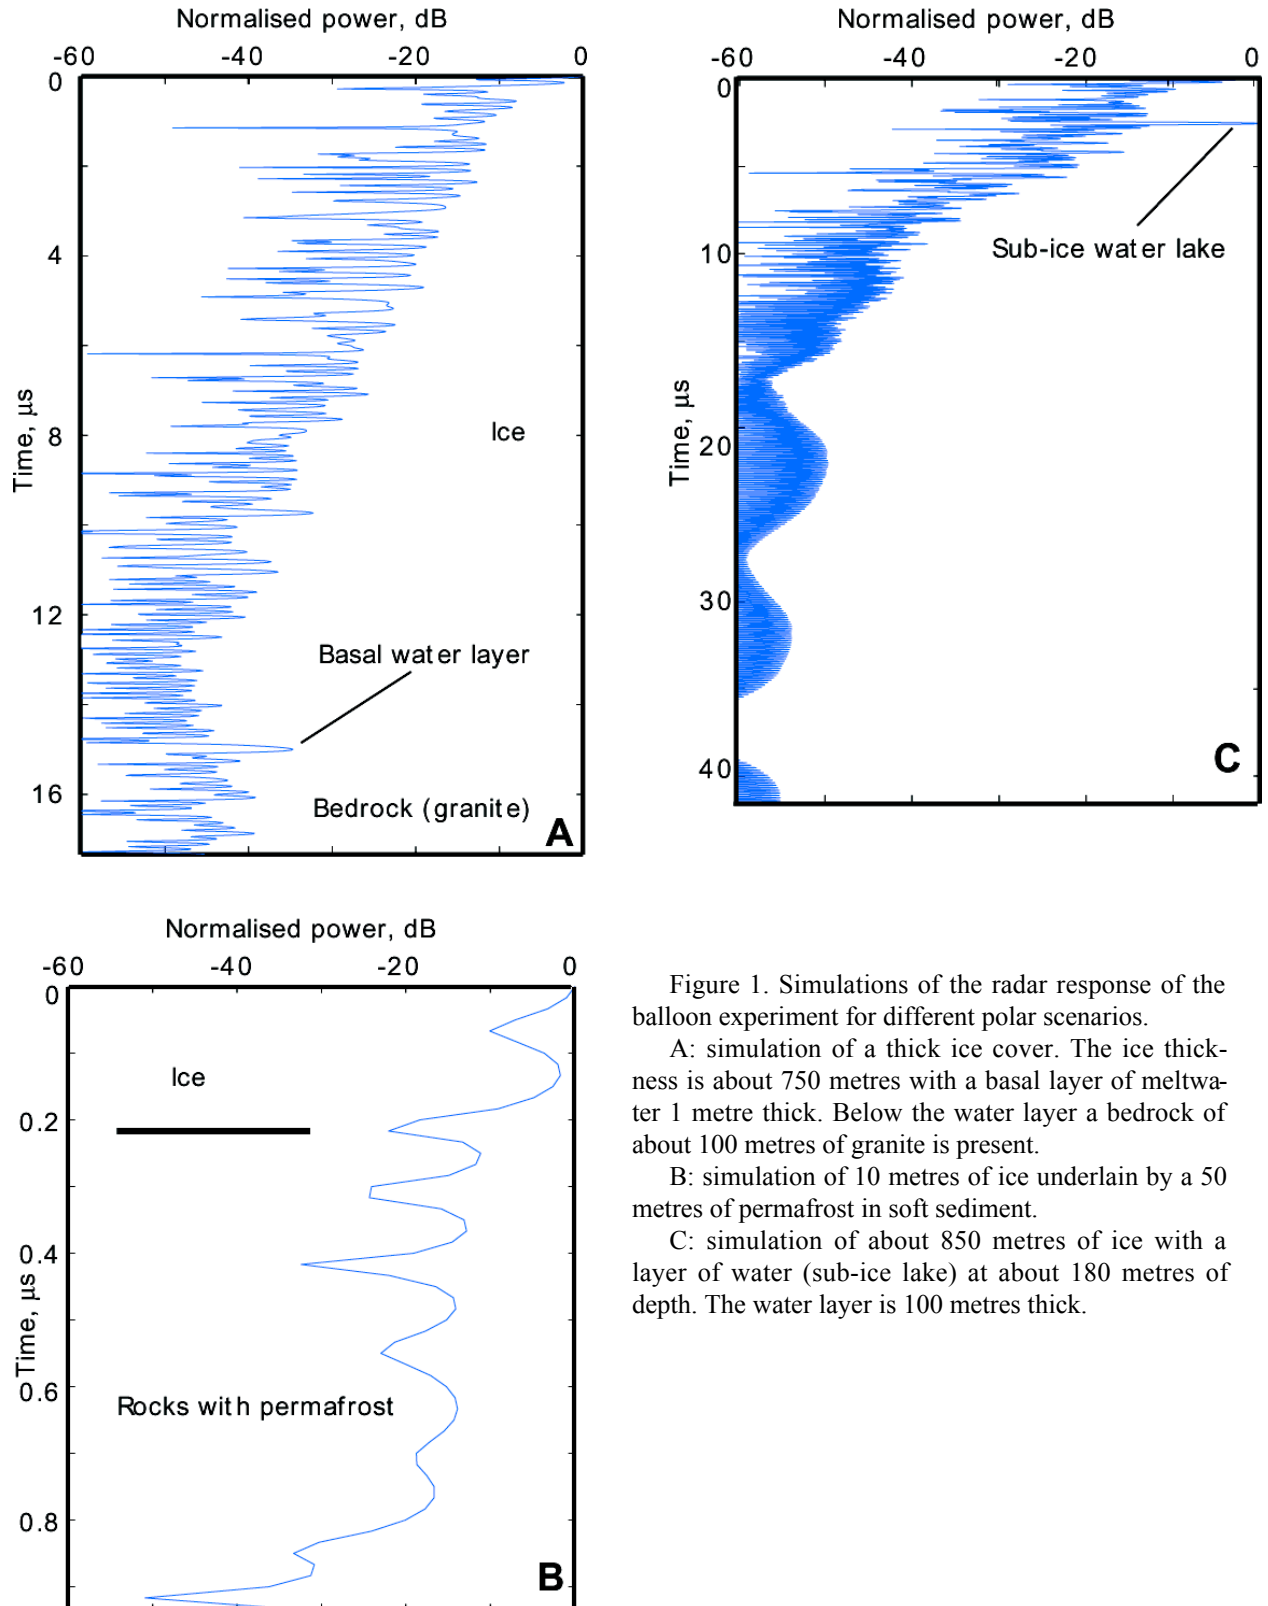 Normalised power, dB
-60 -40 -20 0
0
4
8
12
16
Time, µs
Ice
Basal water layer
Bedrock (granite)
A
Normalised power, dB
-60 -40 -20 0
0
10
20
30
40
Time, µs
Sub-ice water lake
C
Normalised power, dB
-60 -40 -20 0
0
0.2
0.4
0.6
0.8
Time, µs
Ice
Rocks with permafrost
B
Figure 1. Simulations of the radar response of the
balloon experiment for different polar scenarios.
A: simulation of a thick ice cover. The ice thick-
ness is about 750 metres with a basal layer of meltwa-
ter 1 metre thick. Below the water layer a bedrock of
about 100 metres of granite is present.
B: simulation of 10 metres of ice underlain by a 50
metres of permafrost in soft sediment.
C: simulation of about 850 metres of ice with a
layer of water (sub-ice lake) at about 180 metres of
depth. The water layer is 100 metres thick.